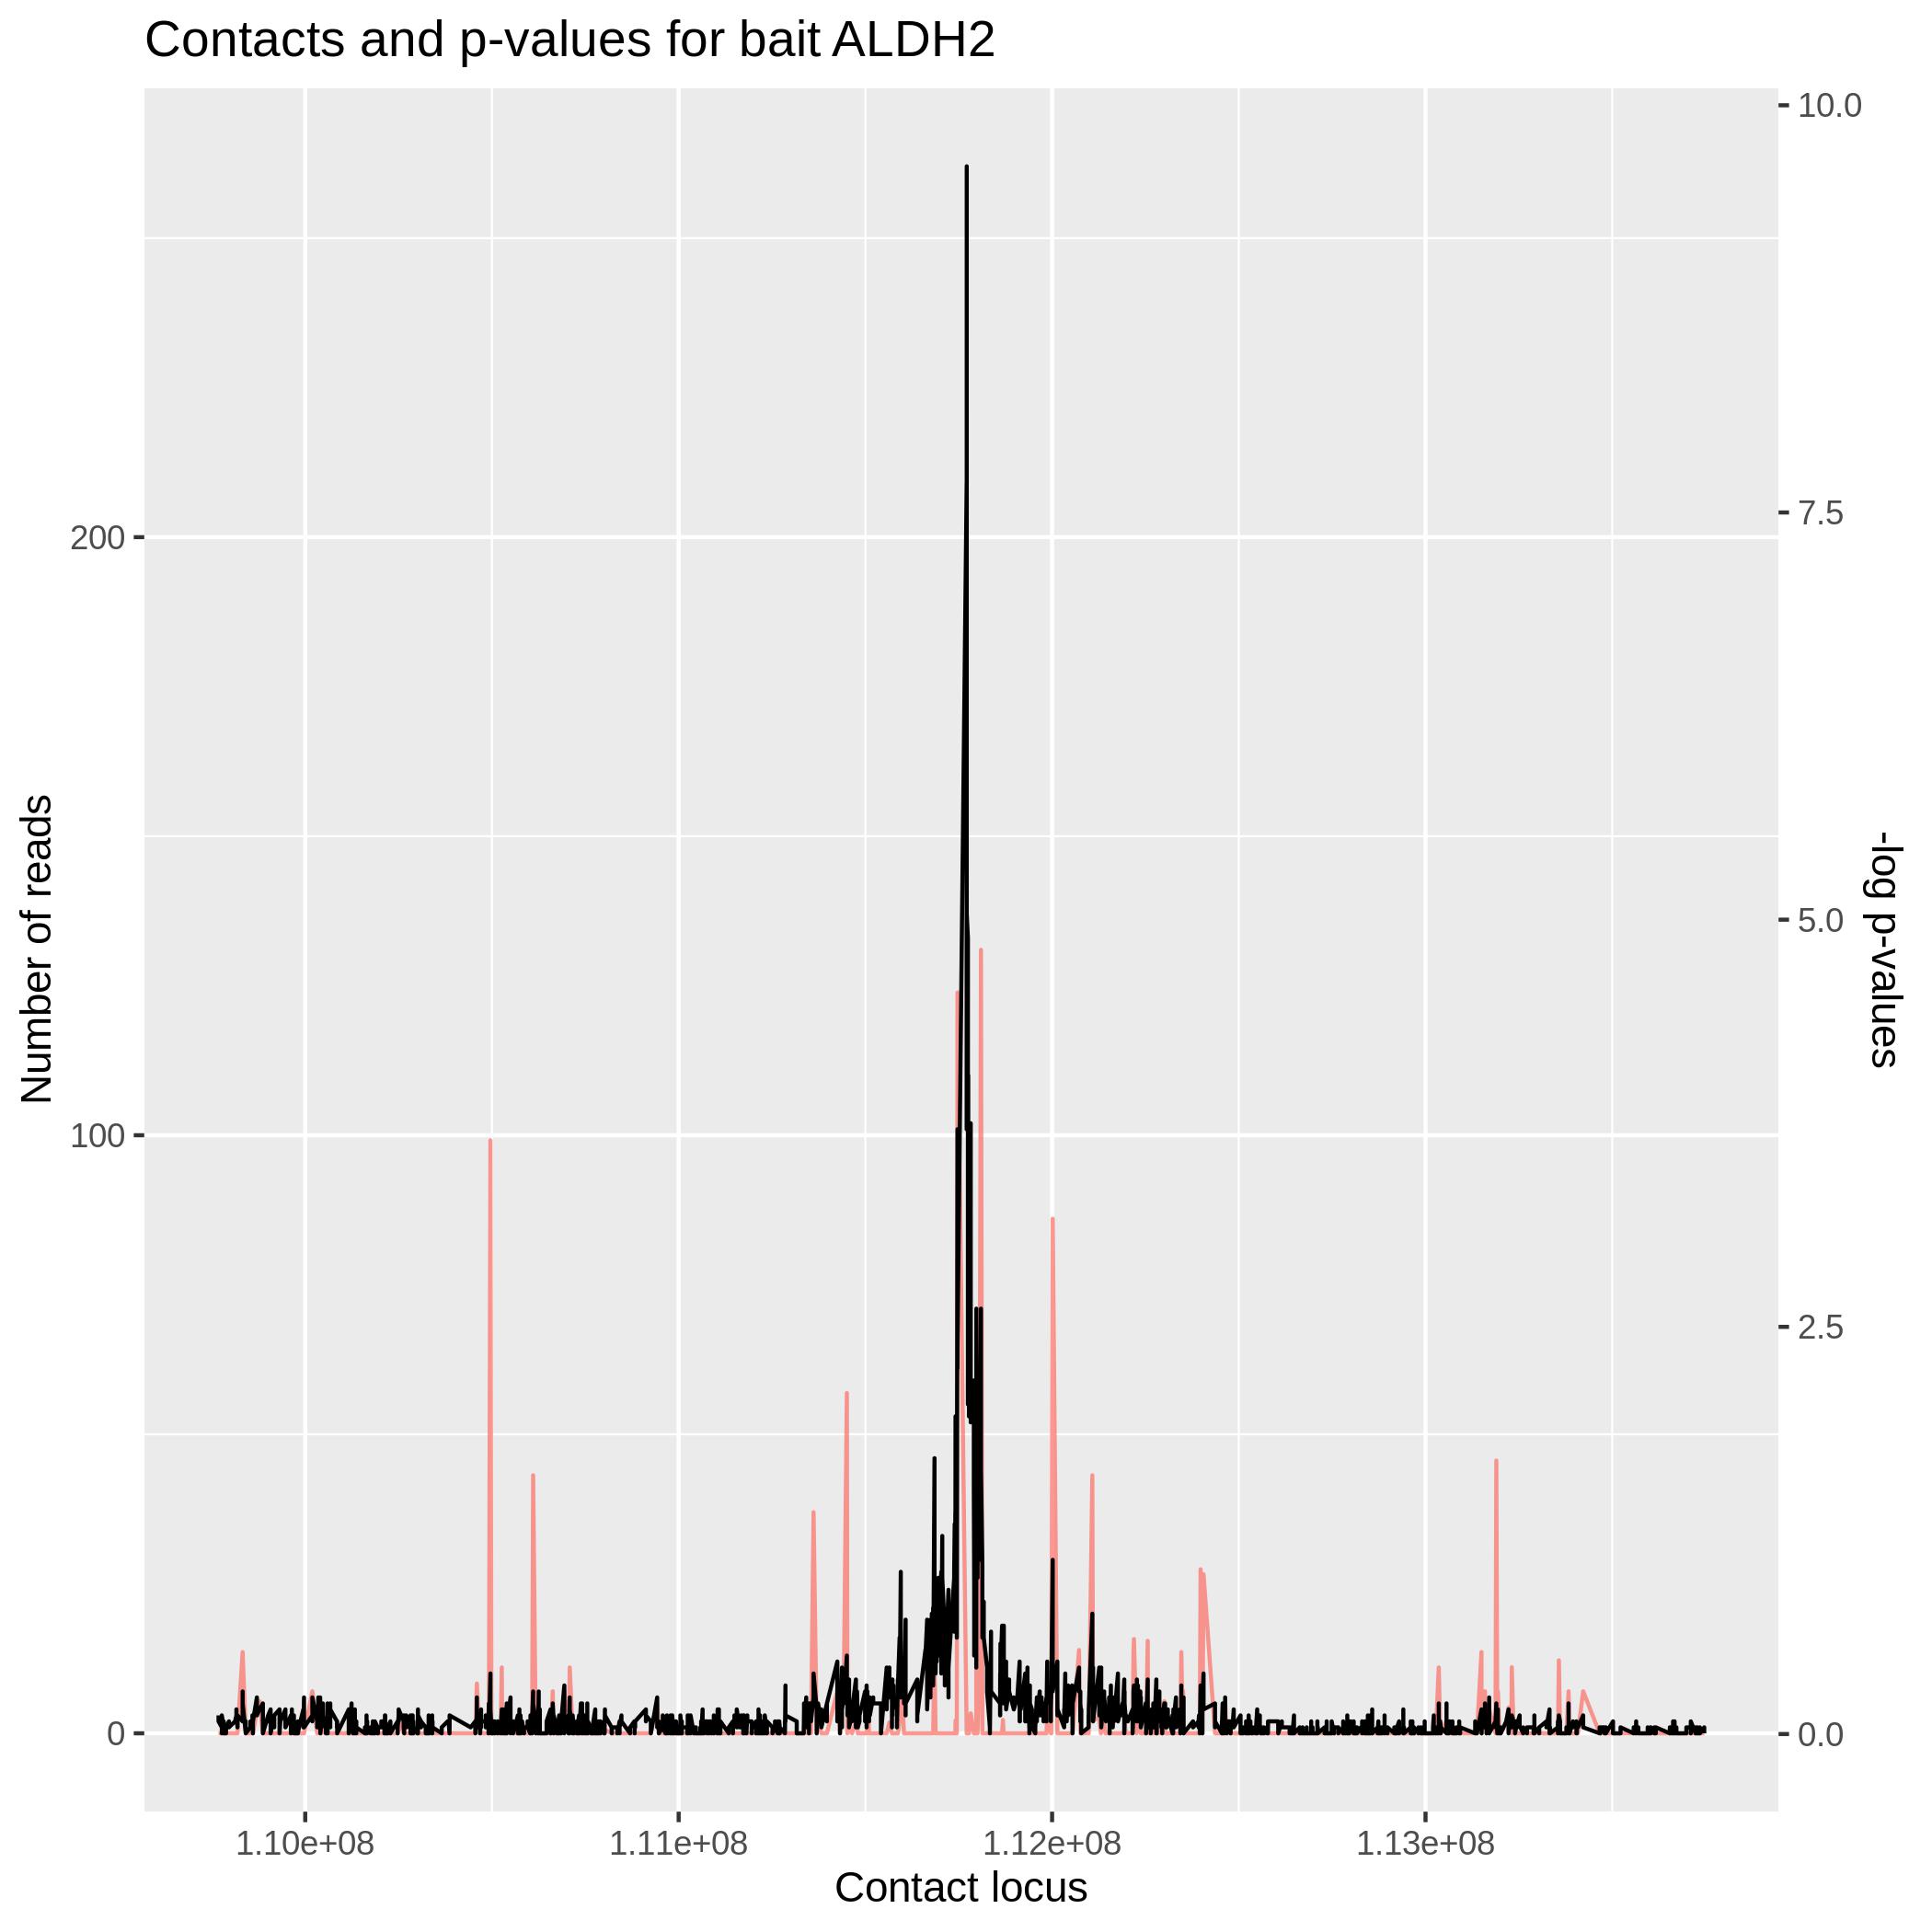 Contacts and p-values for bait ALDH2
10.0
7.5
5.0
2.5
0.0
200
100
0
Number of reads
-log p-values
1.10e+08
1.11e+08
1.12e+08
1.13e+08
Contact locus